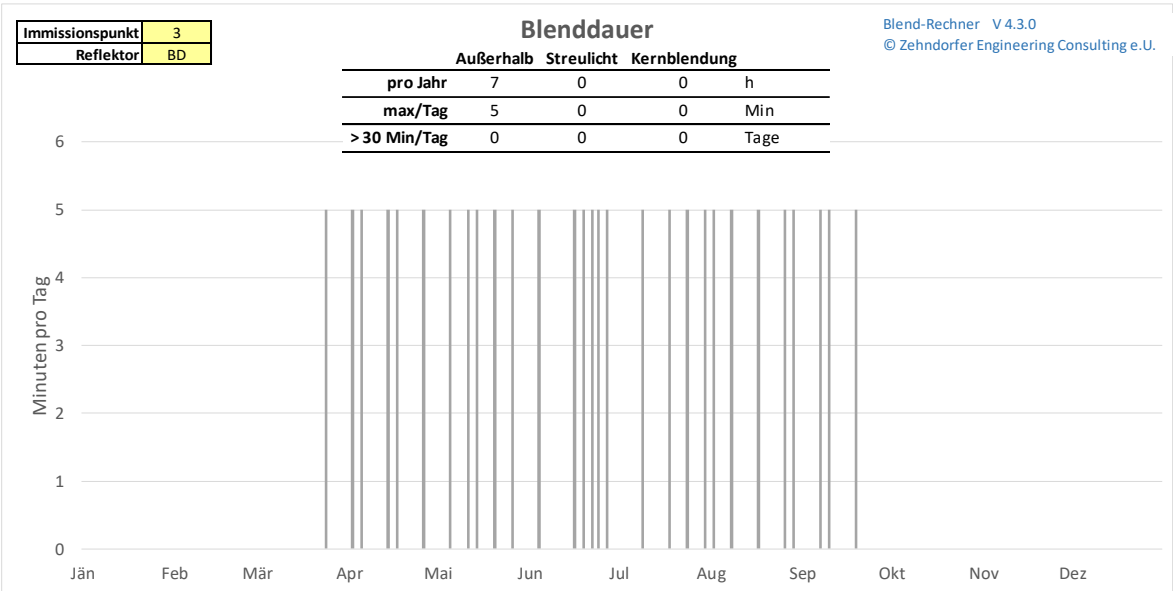 Immissionspunkt 3
Reflektor BD
Blenddauer
Blend-Rechner V 4.3.0
© Zehndorfer Engineering Consulting e.U.
Außerhalb Streulicht Kernblendung
pro Jahr 7 0 0 h
max/Tag 5 0 0 Min
> 30 Min/Tag 0 0 0 Tage
Minuten pro Tag
6
5
4
3
2
1
0
Jän Feb Mär Apr Mai Jun Jul Aug Sep Okt Nov Dez